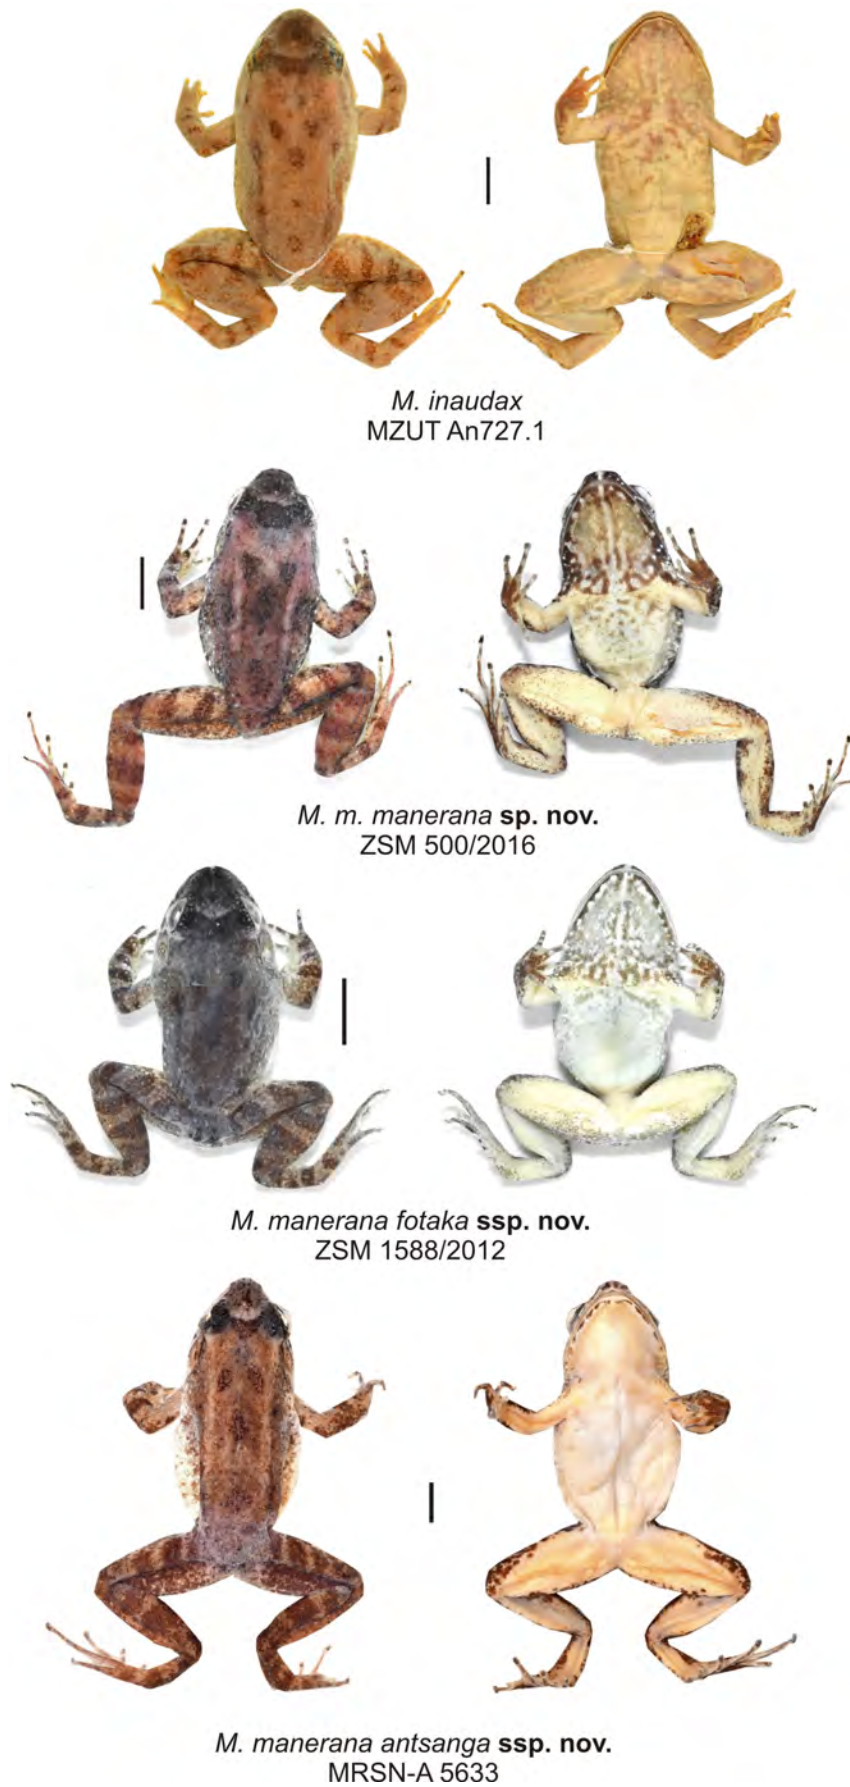 M. inaudax
MZUT An727.1
M. m. manerana sp. nov.
ZSM 500/2016
M. manerana fotaka ssp. nov.
ZSM 1588/2012
M. manerana antsanga ssp. nov.
MRSN-A 5633